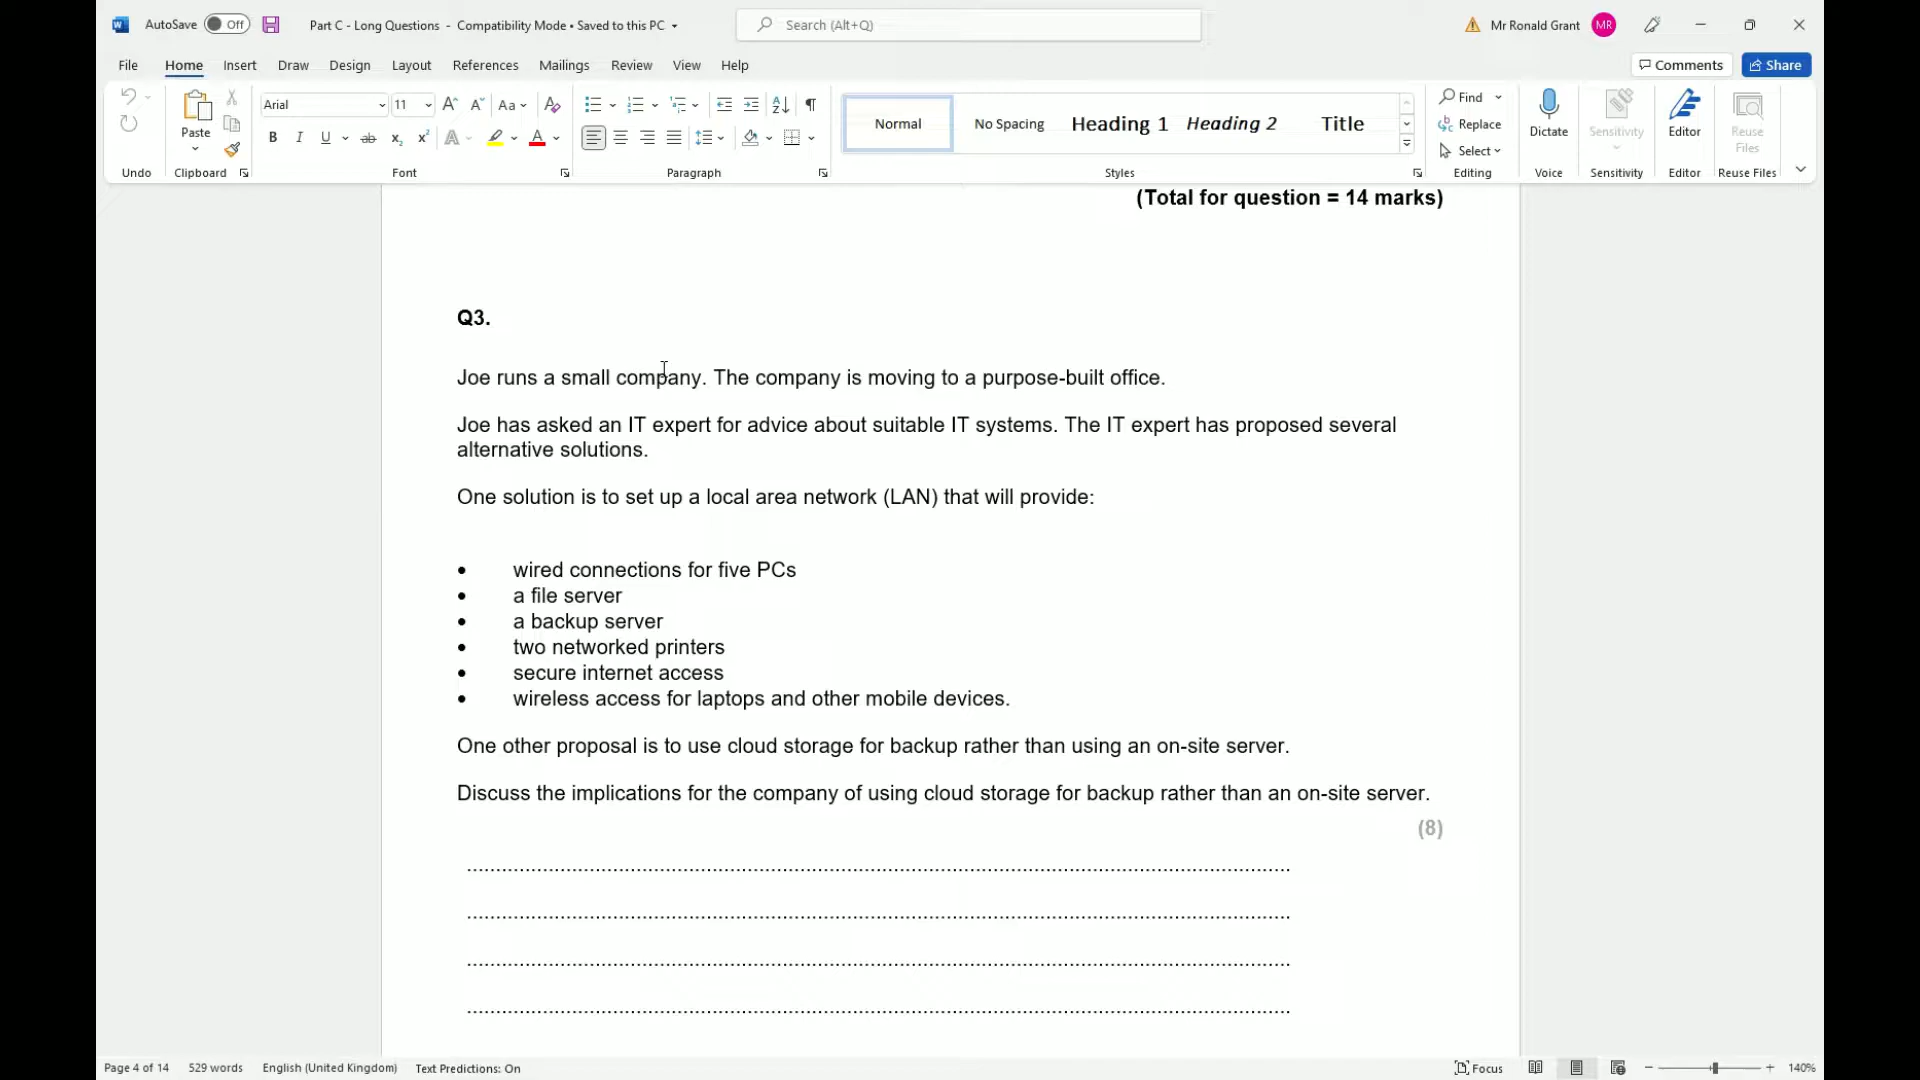 AutoSave Off Part C - Long Questions - Compatibility Mode • Saved to this PC Search (Alt+Q) Mr Ronald Grant MR
File Home Insert Draw Design Layout References Mailings Review View Help Comments Share
Paste Arial 11 Aa Normal No Spacing Heading 1 Heading 2 Title Find Replace Select Dictate Sensitivity Editor Reuse Files
B I U ab x₂ x² A A
Undo Clipboard Font Paragraph Styles Editing Voice Sensitivity Editor Reuse Files
(Total for question = 14 marks)
Q3.
Joe runs a small company. The company is moving to a purpose-built office.
Joe has asked an IT expert for advice about suitable IT systems. The IT expert has proposed several
alternative solutions.
One solution is to set up a local area network (LAN) that will provide:
• wired connections for five PCs
• a file server
• a backup server
• two networked printers
• secure internet access
• wireless access for laptops and other mobile devices.
One other proposal is to use cloud storage for backup rather than using an on-site server.
Discuss the implications for the company of using cloud storage for backup rather than an on-site server.
(8)
Page 4 of 14 529 words English (United Kingdom) Text Predictions: On Focus 140%